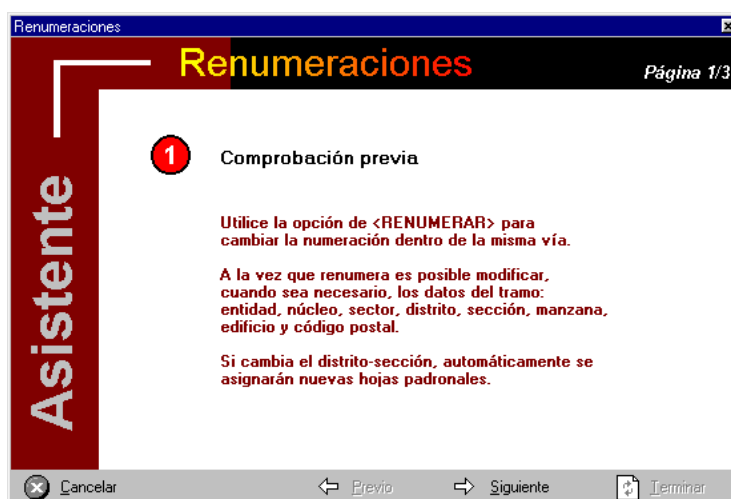 Renumeraciones
Renumeraciones
Página 1/3
Asistente
1
Comprobación previa
Utilice la opción de <RENUMERAR> para
cambiar la numeración dentro de la misma vía.
A la vez que renumera es posible modificar,
cuando sea necesario, los datos del tramo:
entidad, núcleo, sector, distrito, sección, manzana,
edificio y código postal.
Si cambia el distrito-sección, automáticamente se
asignarán nuevas hojas padronales.
Cancelar
Previo
Siguiente
Terminar